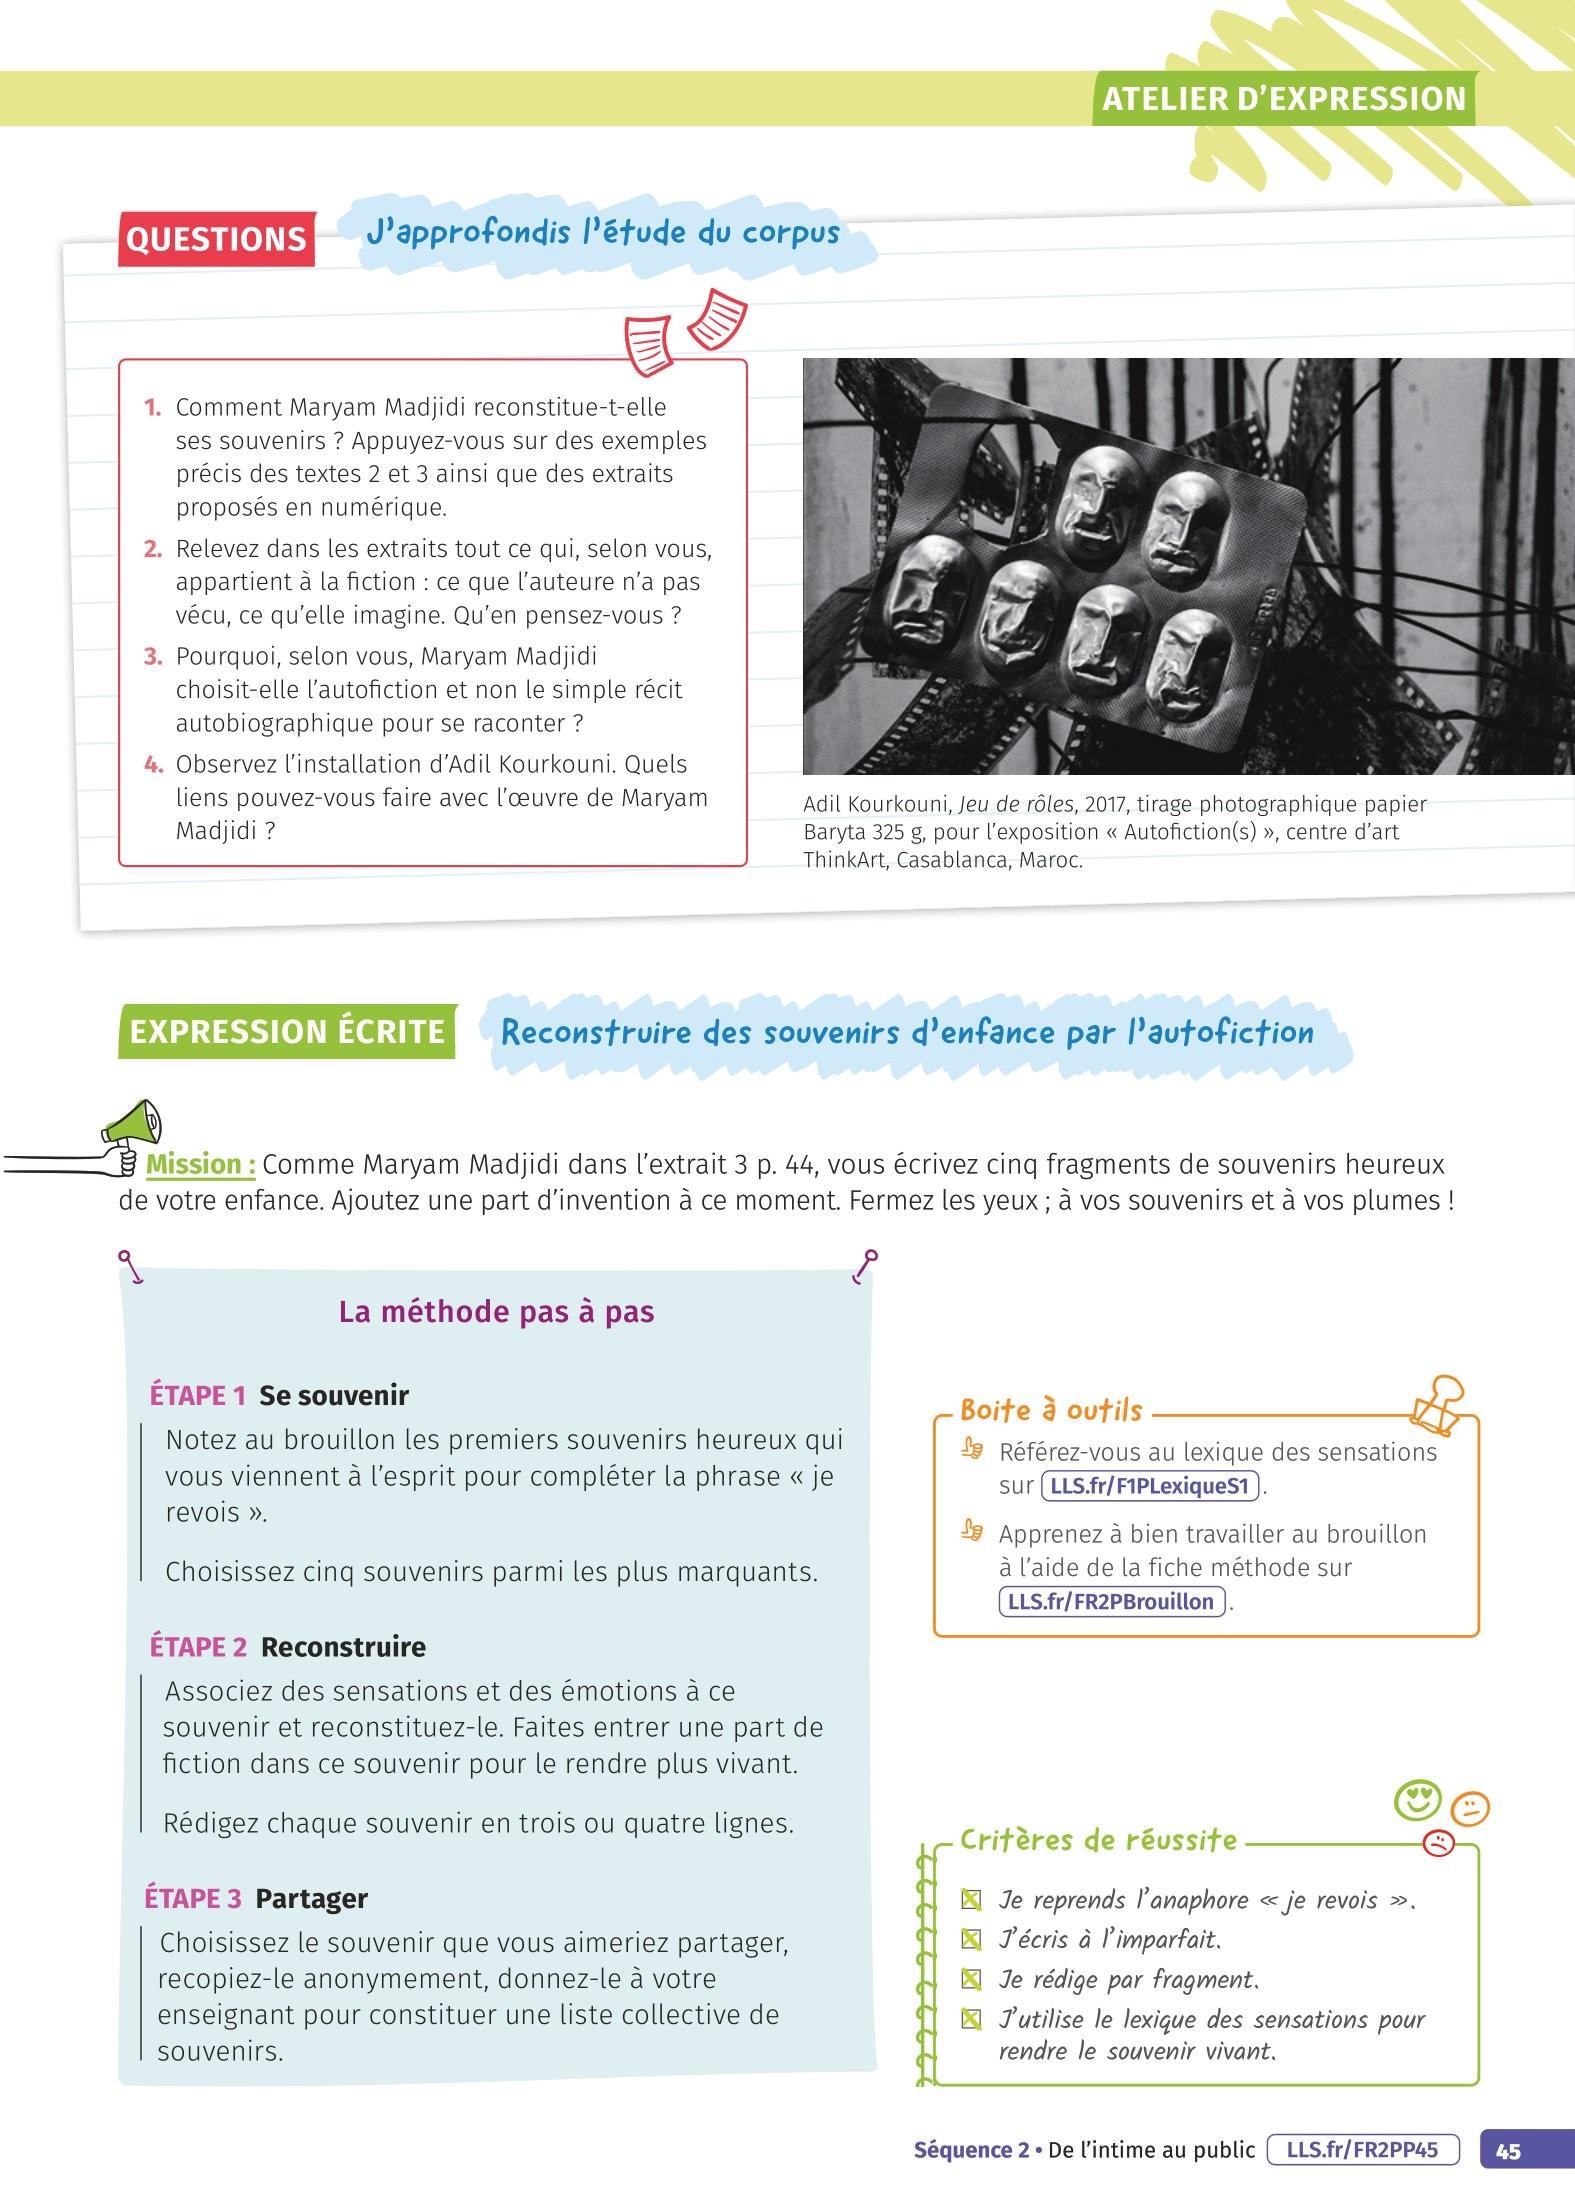 ATELIER D'EXPRESSION
QUESTIONS
J'approfondis l'étude du corpus
1. Comment Maryam Madjidi reconstitue-t-elle
ses souvenirs ? Appuyez-vous sur des exemples
précis des textes 2 et 3 ainsi que des extraits
proposés en numérique.
2. Relevez dans les extraits tout ce qui, selon vous,
appartient à la fiction : ce que l'auteure n'a pas
vécu, ce qu'elle imagine. Qu'en pensez-vous ?
3. Pourquoi, selon vous, Maryam Madjidi
choisit-elle l'autofiction et non le simple récit
autobiographique pour se raconter ?
4. Observez l'installation d'Adil Kourkouni. Quels
liens pouvez-vous faire avec l'œuvre de Maryam
Madjidi ?
Adil Kourkouni, Jeu de rôles, 2017, tirage photographique papier
Baryta 325 g, pour l'exposition « Autofiction(s) », centre d'art
ThinkArt, Casablanca, Maroc.
EXPRESSION ÉCRITE
Reconstruire des souvenirs d'enfance par l'autofiction
Mission : Comme Maryam Madjidi dans l'extrait 3 p. 44, vous écrivez cinq fragments de souvenirs heureux
de votre enfance. Ajoutez une part d'invention à ce moment. Fermez les yeux ; à vos souvenirs et à vos plumes !
La méthode pas à pas
ÉTAPE 1 Se souvenir
Notez au brouillon les premiers souvenirs heureux qui
vous viennent à l'esprit pour compléter la phrase « je
revois ».
Choisissez cinq souvenirs parmi les plus marquants.
ÉTAPE 2 Reconstruire
Associez des sensations et des émotions à ce
souvenir et reconstituez-le. Faites entrer une part de
fiction dans ce souvenir pour le rendre plus vivant.
Rédigez chaque souvenir en trois ou quatre lignes.
ÉTAPE 3 Partager
Choisissez le souvenir que vous aimeriez partager,
recopiez-le anonymement, donnez-le à votre
enseignant pour constituer une liste collective de
souvenirs.
Boite à outils
Référez-vous au lexique des sensations
sur LLS.fr/F1PLexiqueS1.
Apprenez à bien travailler au brouillon
à l'aide de la fiche méthode sur
LLS.fr/FR2PBrouillon.
Critères de réussite
Je reprends l'anaphore « je revois ».
J'écris à l'imparfait.
Je rédige par fragment.
J'utilise le lexique des sensations pour
rendre le souvenir vivant.
Séquence 2 • De l'intime au public LLS.fr/FR2PP45 45